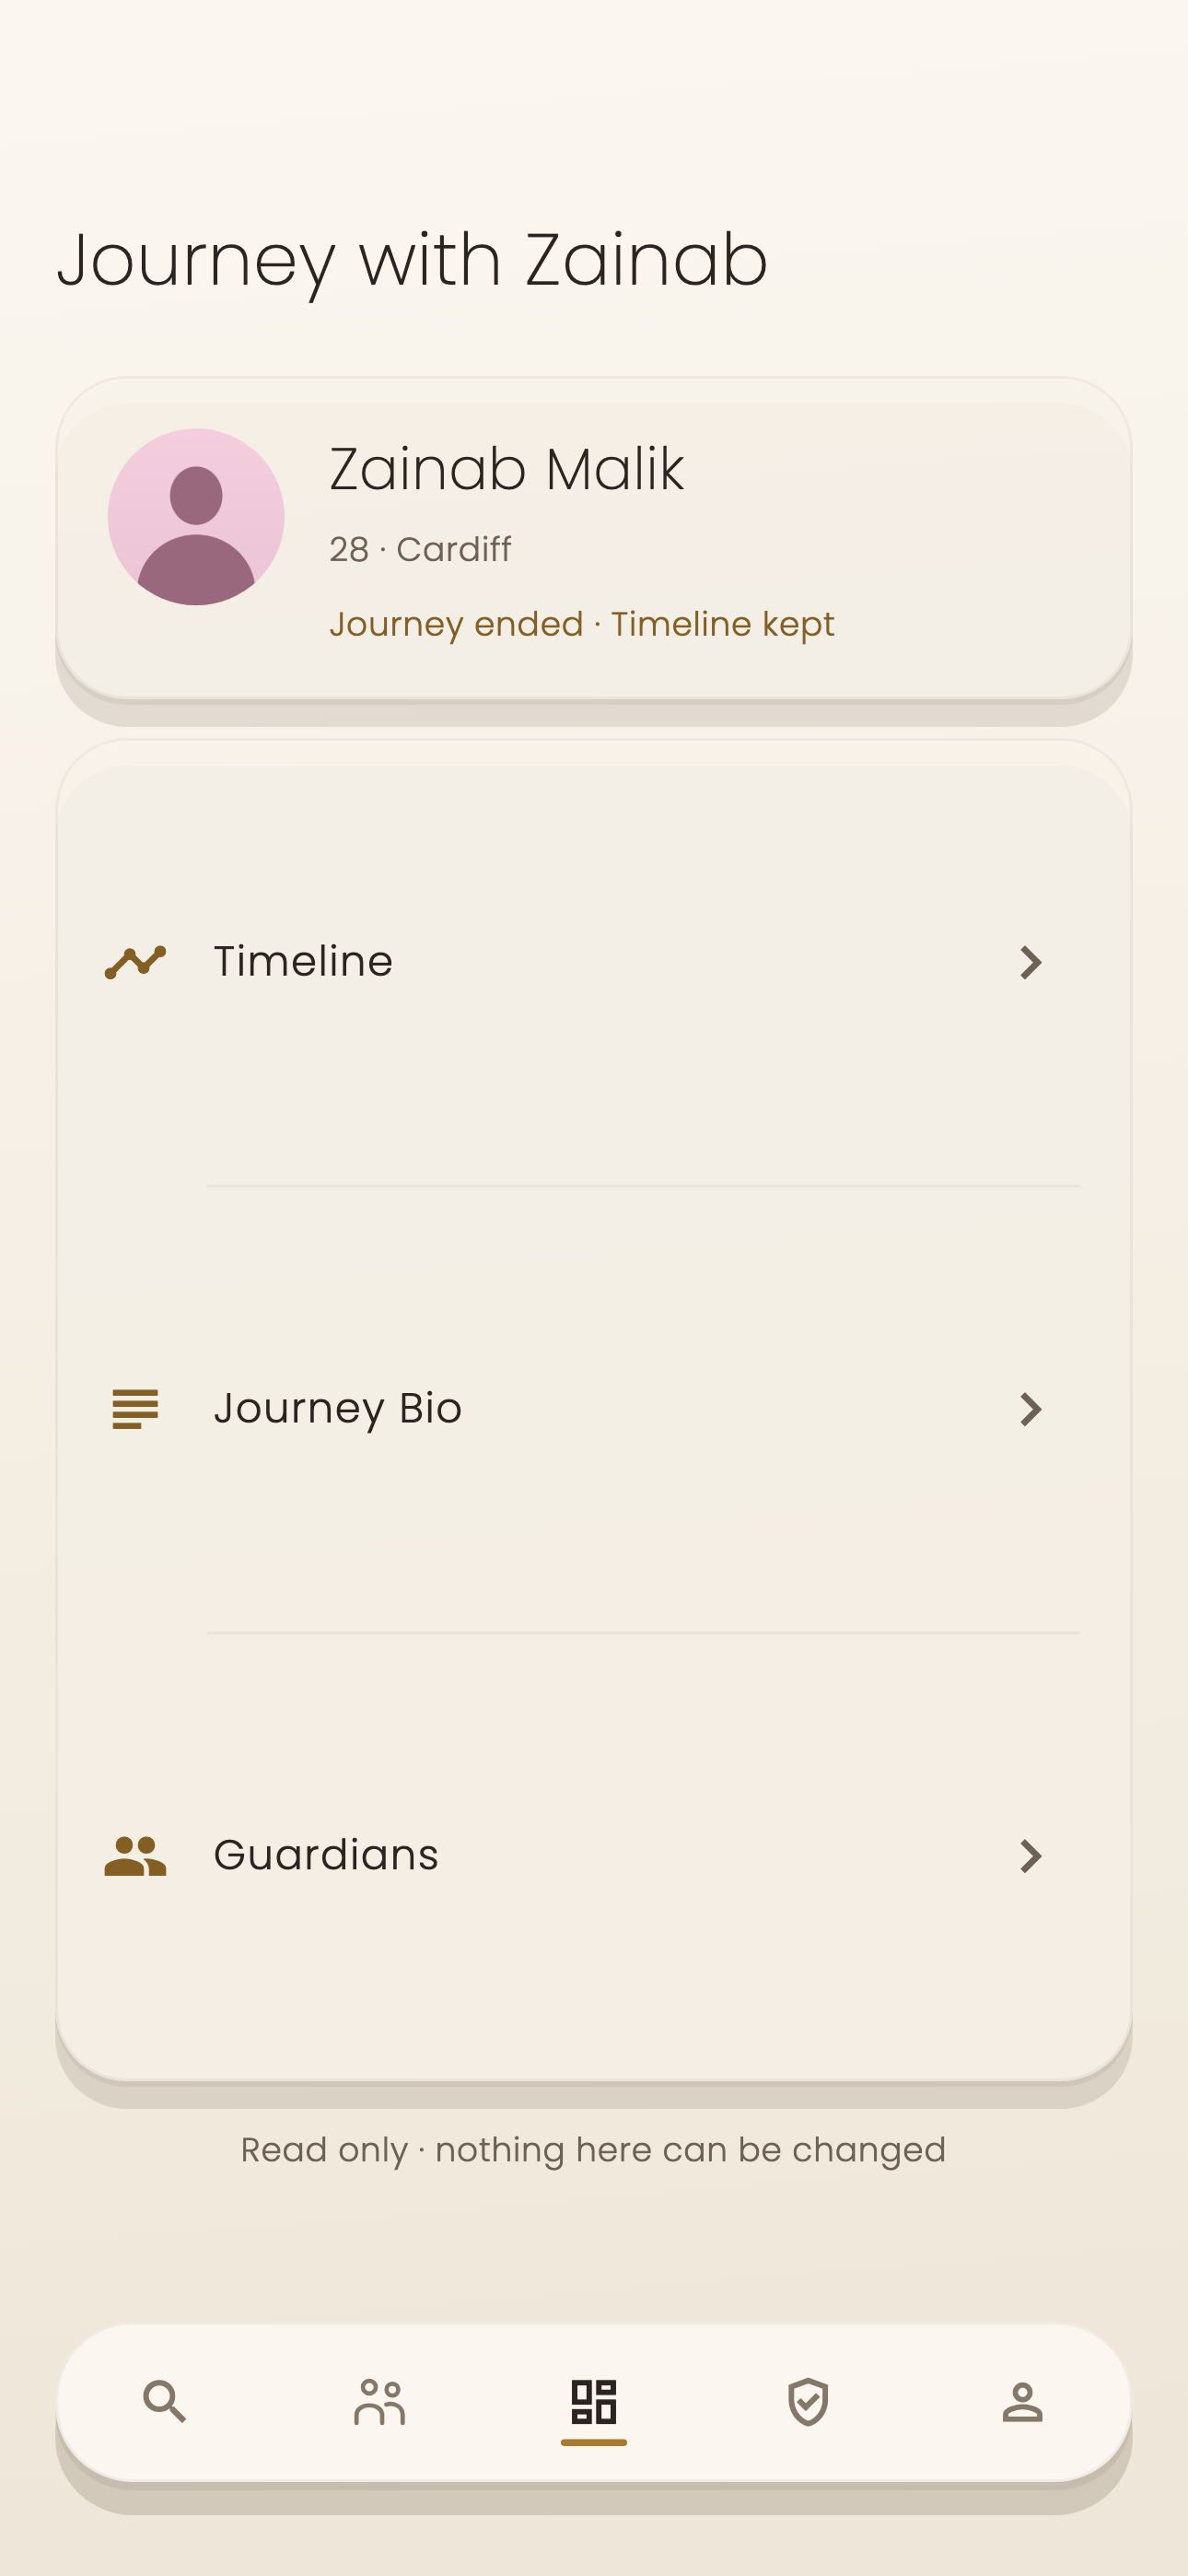 Journey with Zainab
Zainab Malik
28 · Cardiff
Journey ended · Timeline kept
Timeline
Journey Bio
Guardians
Read only · nothing here can be changed